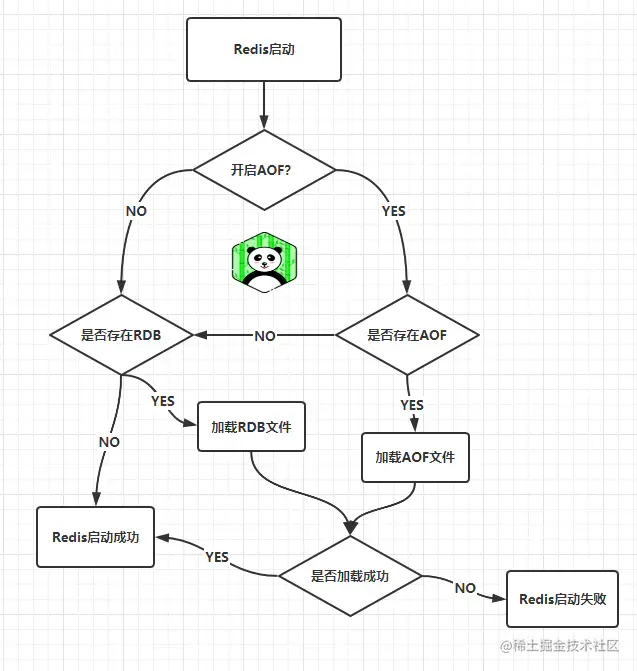 Redis启动
开启AOF?
NO
YES
是否存在RDB
NO
是否存在AOF
YES
YES
加载RDB文件
NO
加载AOF文件
Redis启动成功
YES
是否加载成功
NO
Redis启动失败
@稀土掘金技术社区